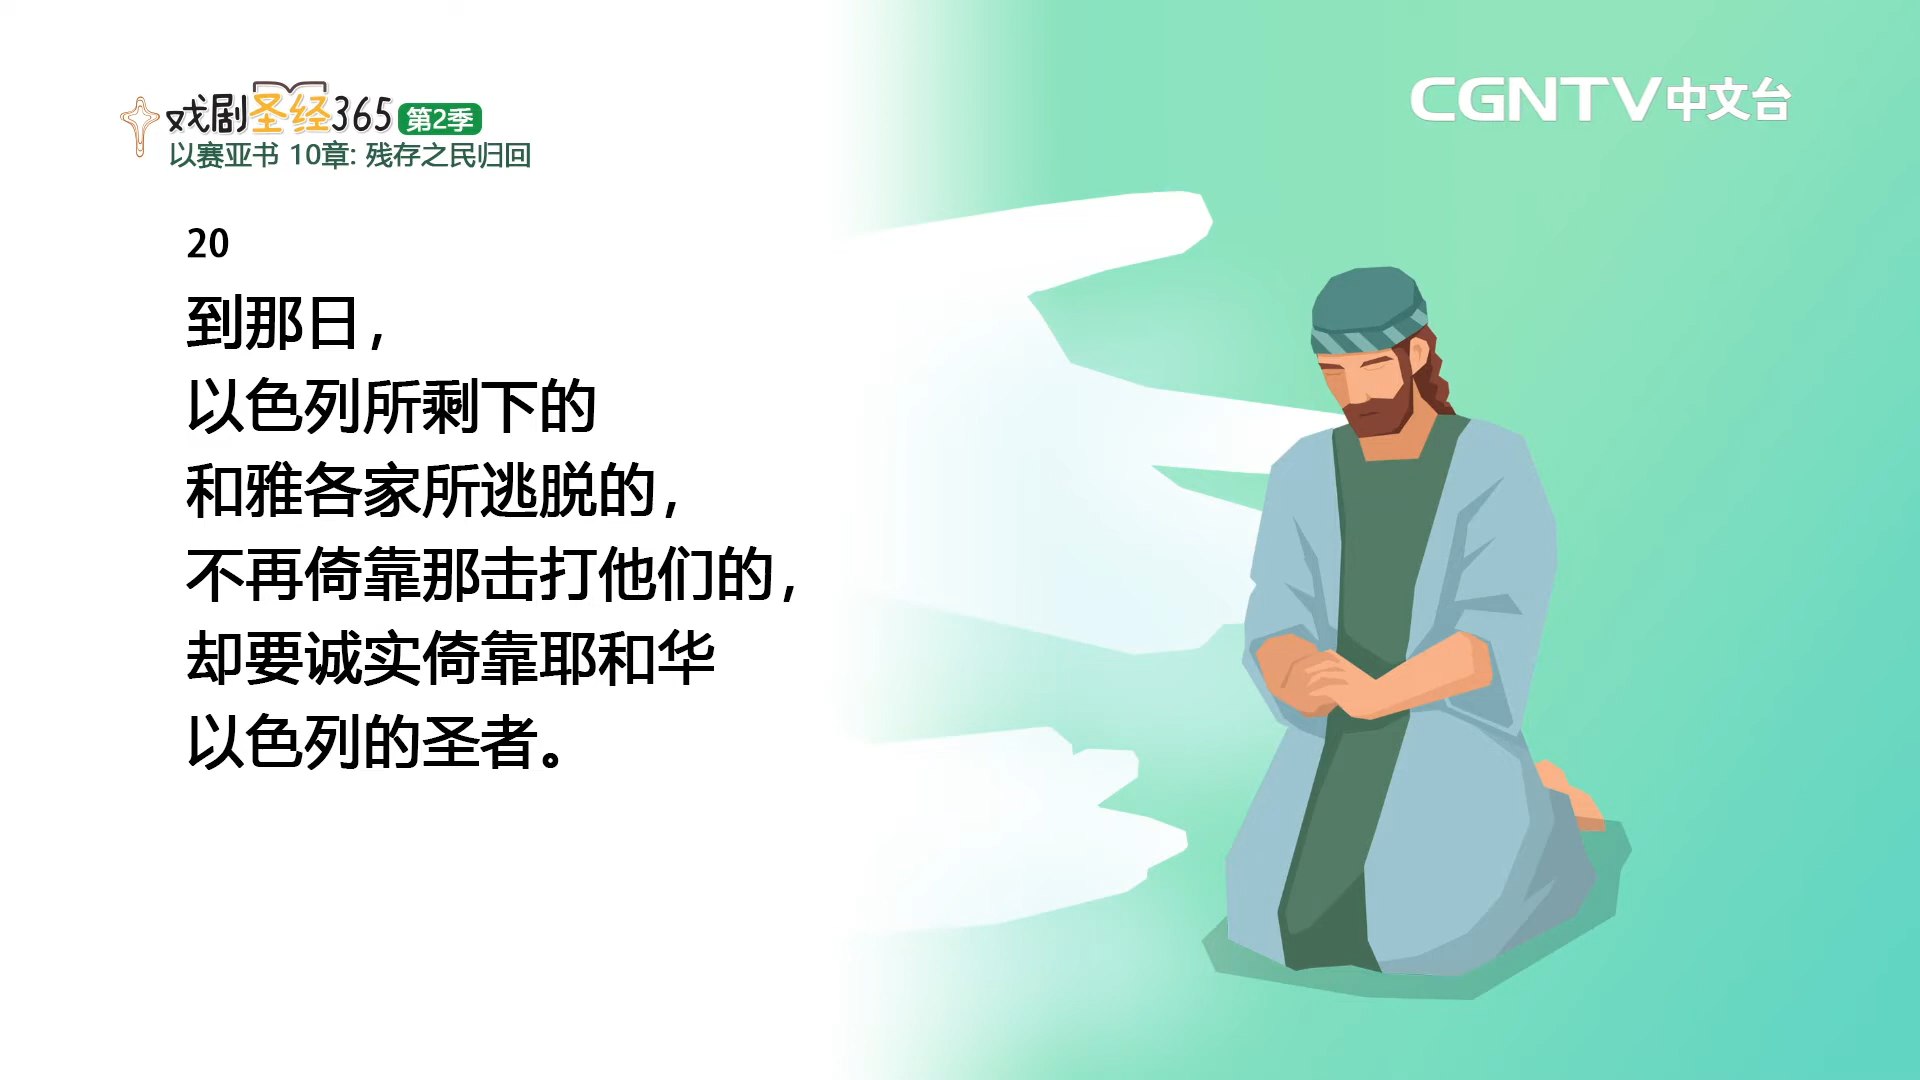 戏剧圣经365 第2季
CGNTV中文台
以赛亚书 10章: 残存之民归回
20
到那日，
以色列所剩下的
和雅各家所逃脱的，
不再倚靠那击打他们的，
却要诚实倚靠耶和华
以色列的圣者。